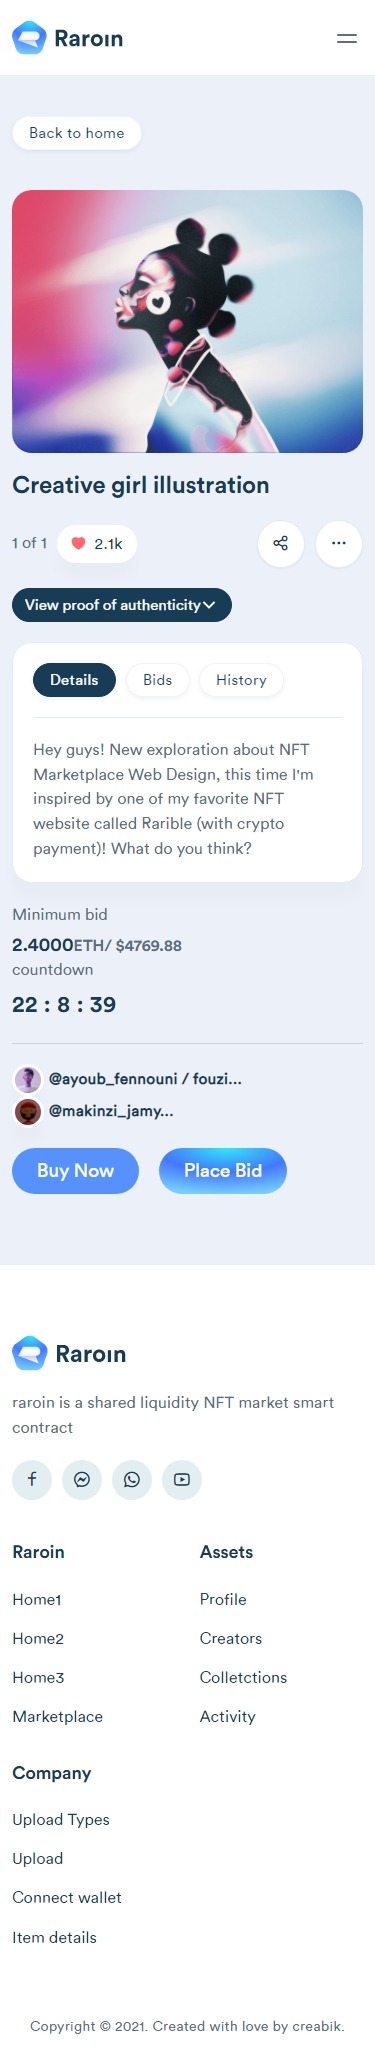 Raroin
Back to home
Creative girl illustration
1 of 1
2.1k
View proof of authenticity
Details
Bids
History
Hey guys! New exploration about NFT
Marketplace Web Design, this time I'm
inspired by one of my favorite NFT
website called Rarible (with crypto
payment)! What do you think?
Minimum bid
2.4000ETH/ $4769.88
countdown
22 : 8 : 39
@ayoub_fennouni / fouzi...
@makinzi_jamy...
Buy Now
Place Bid
Raroin
raroin is a shared liquidity NFT market smart
contract
Raroin
Home1
Home2
Home3
Marketplace
Assets
Profile
Creators
Colletctions
Activity
Company
Upload Types
Upload
Connect wallet
Item details
Copyright © 2021. Created with love by creabik.